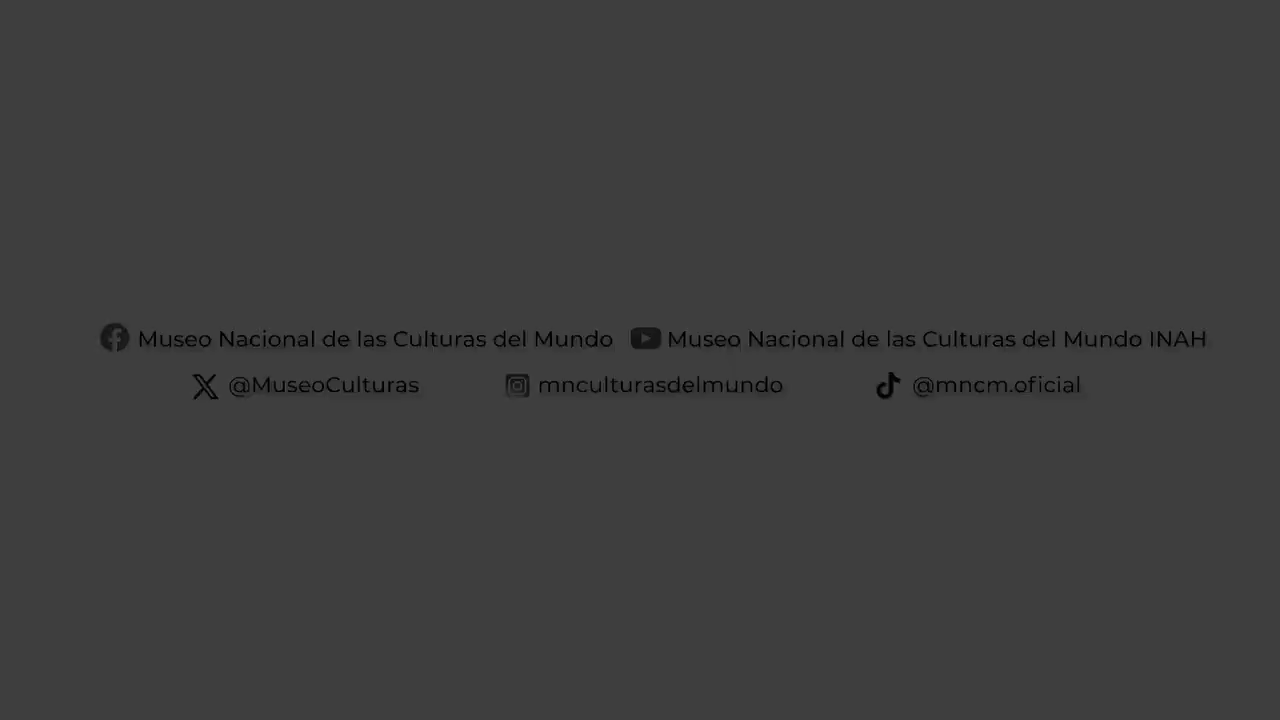 Museo Nacional de las Culturas del Mundo Museo Nacional de las Culturas del Mundo INAH
@MuseoCulturas mnculturasdelmundo @mncm.oficial